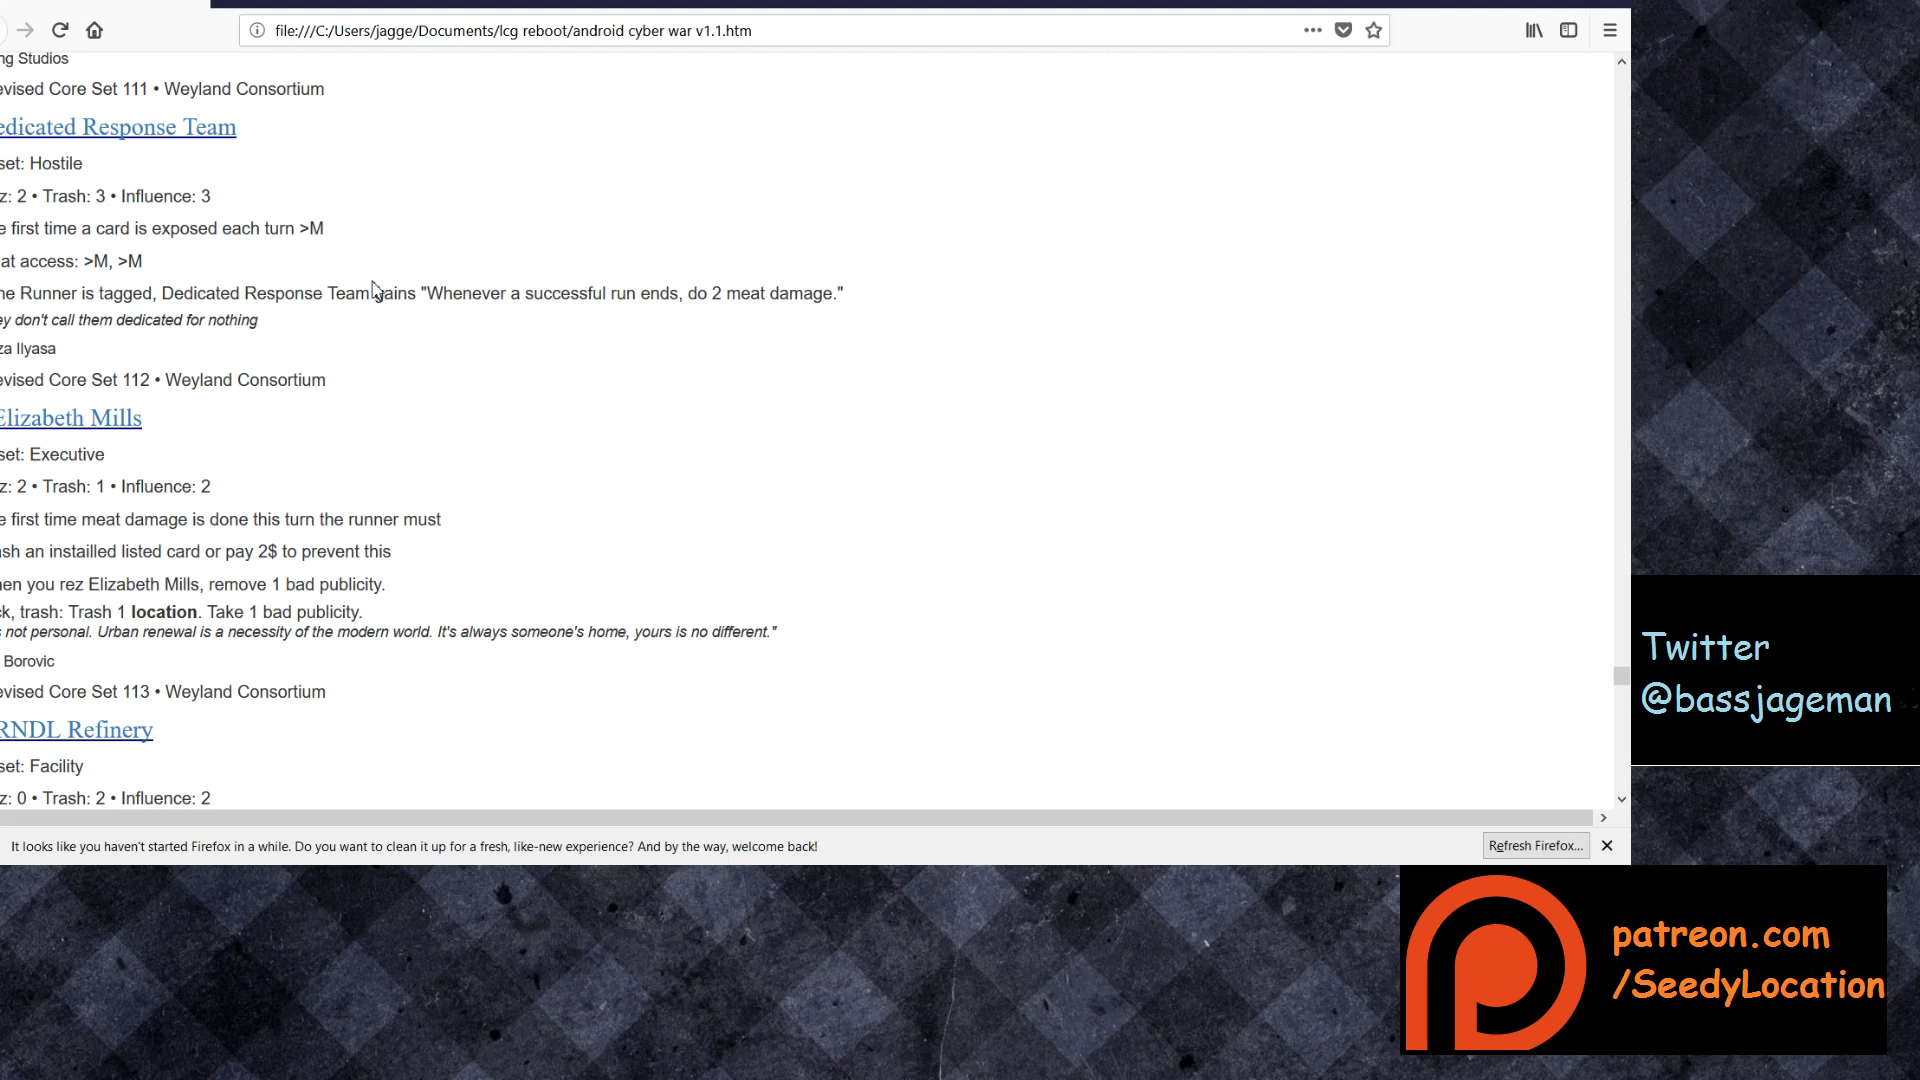 file:///C:/Users/jagge/Documents/lcg reboot/android cyber war v1.1.htm
ng Studios
evised Core Set 111 • Weyland Consortium
edicated Response Team
set: Hostile
z: 2 • Trash: 3 • Influence: 3
e first time a card is exposed each turn >M
at access: >M, >M
he Runner is tagged, Dedicated Response Team gains "Whenever a successful run ends, do 2 meat damage."
ey don't call them dedicated for nothing
za Ilyasa
evised Core Set 112 • Weyland Consortium
Elizabeth Mills
set: Executive
z: 2 • Trash: 1 • Influence: 2
e first time meat damage is done this turn the runner must
ash an instailled listed card or pay 2$ to prevent this
hen you rez Elizabeth Mills, remove 1 bad publicity.
ck, trash: Trash 1 location. Take 1 bad publicity.
s not personal. Urban renewal is a necessity of the modern world. It's always someone's home, yours is no different."
Borovic
evised Core Set 113 • Weyland Consortium
RNDL Refinery
set: Facility
z: 0 • Trash: 2 • Influence: 2
It looks like you haven't started Firefox in a while. Do you want to clean it up for a fresh, like-new experience? And by the way, welcome back!
Refresh Firefox...
Twitter
@bassjageman
patreon.com
/SeedyLocation